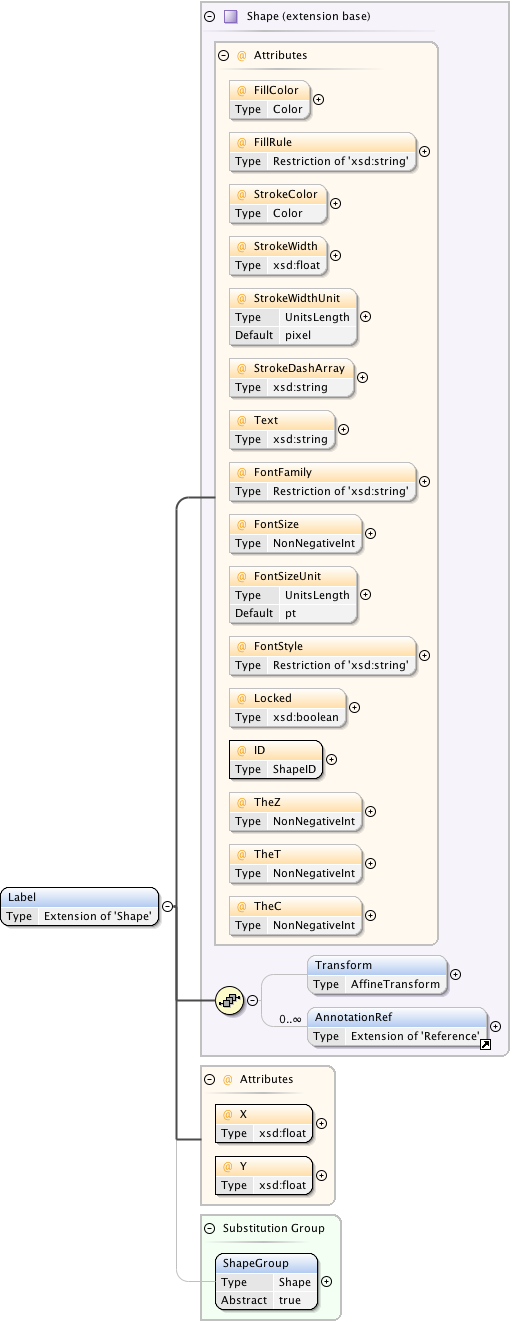 Shape (extension base)
@ Attributes
@ FillColor
Type Color
@ FillRule
Type Restriction of 'xsd:string'
@ StrokeColor
Type Color
@ StrokeWidth
Type xsd:float
@ StrokeWidthUnit
Type UnitsLength
Default pixel
@ StrokeDashArray
Type xsd:string
@ Text
Type xsd:string
@ FontFamily
Type Restriction of 'xsd:string'
@ FontSize
Type NonNegativeInt
@ FontSizeUnit
Type UnitsLength
Default pt
@ FontStyle
Type Restriction of 'xsd:string'
@ Locked
Type xsd:boolean
@ ID
Type ShapeID
@ TheZ
Type NonNegativeInt
@ TheT
Type NonNegativeInt
@ TheC
Type NonNegativeInt
Label
Type Extension of 'Shape'
Transform
Type AffineTransform
0..∞
AnnotationRef
Type Extension of 'Reference'
@ Attributes
@ X
Type xsd:float
@ Y
Type xsd:float
Substitution Group
ShapeGroup
Type Shape
Abstract true